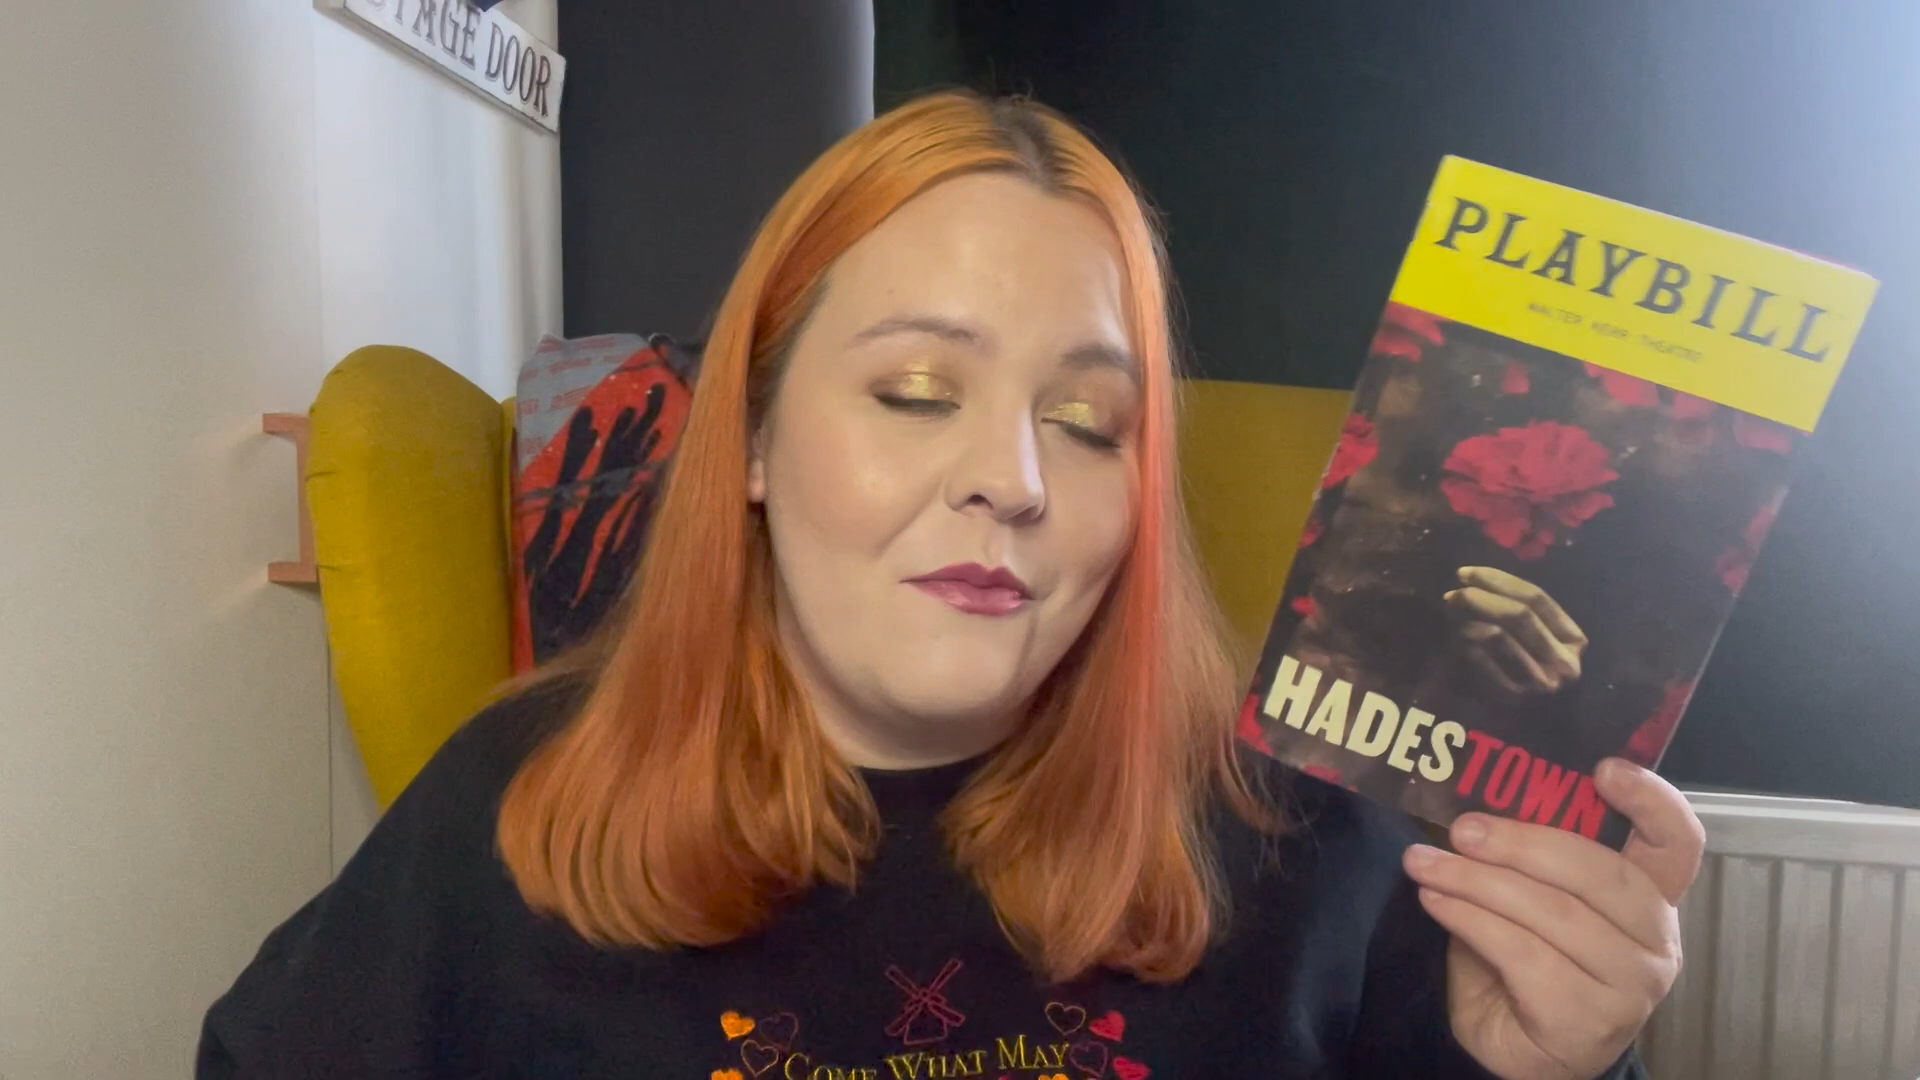 STAGE DOOR
PLAYBILL
WALTER KERR THEATRE
HADESTOWN
COME WHAT MAY